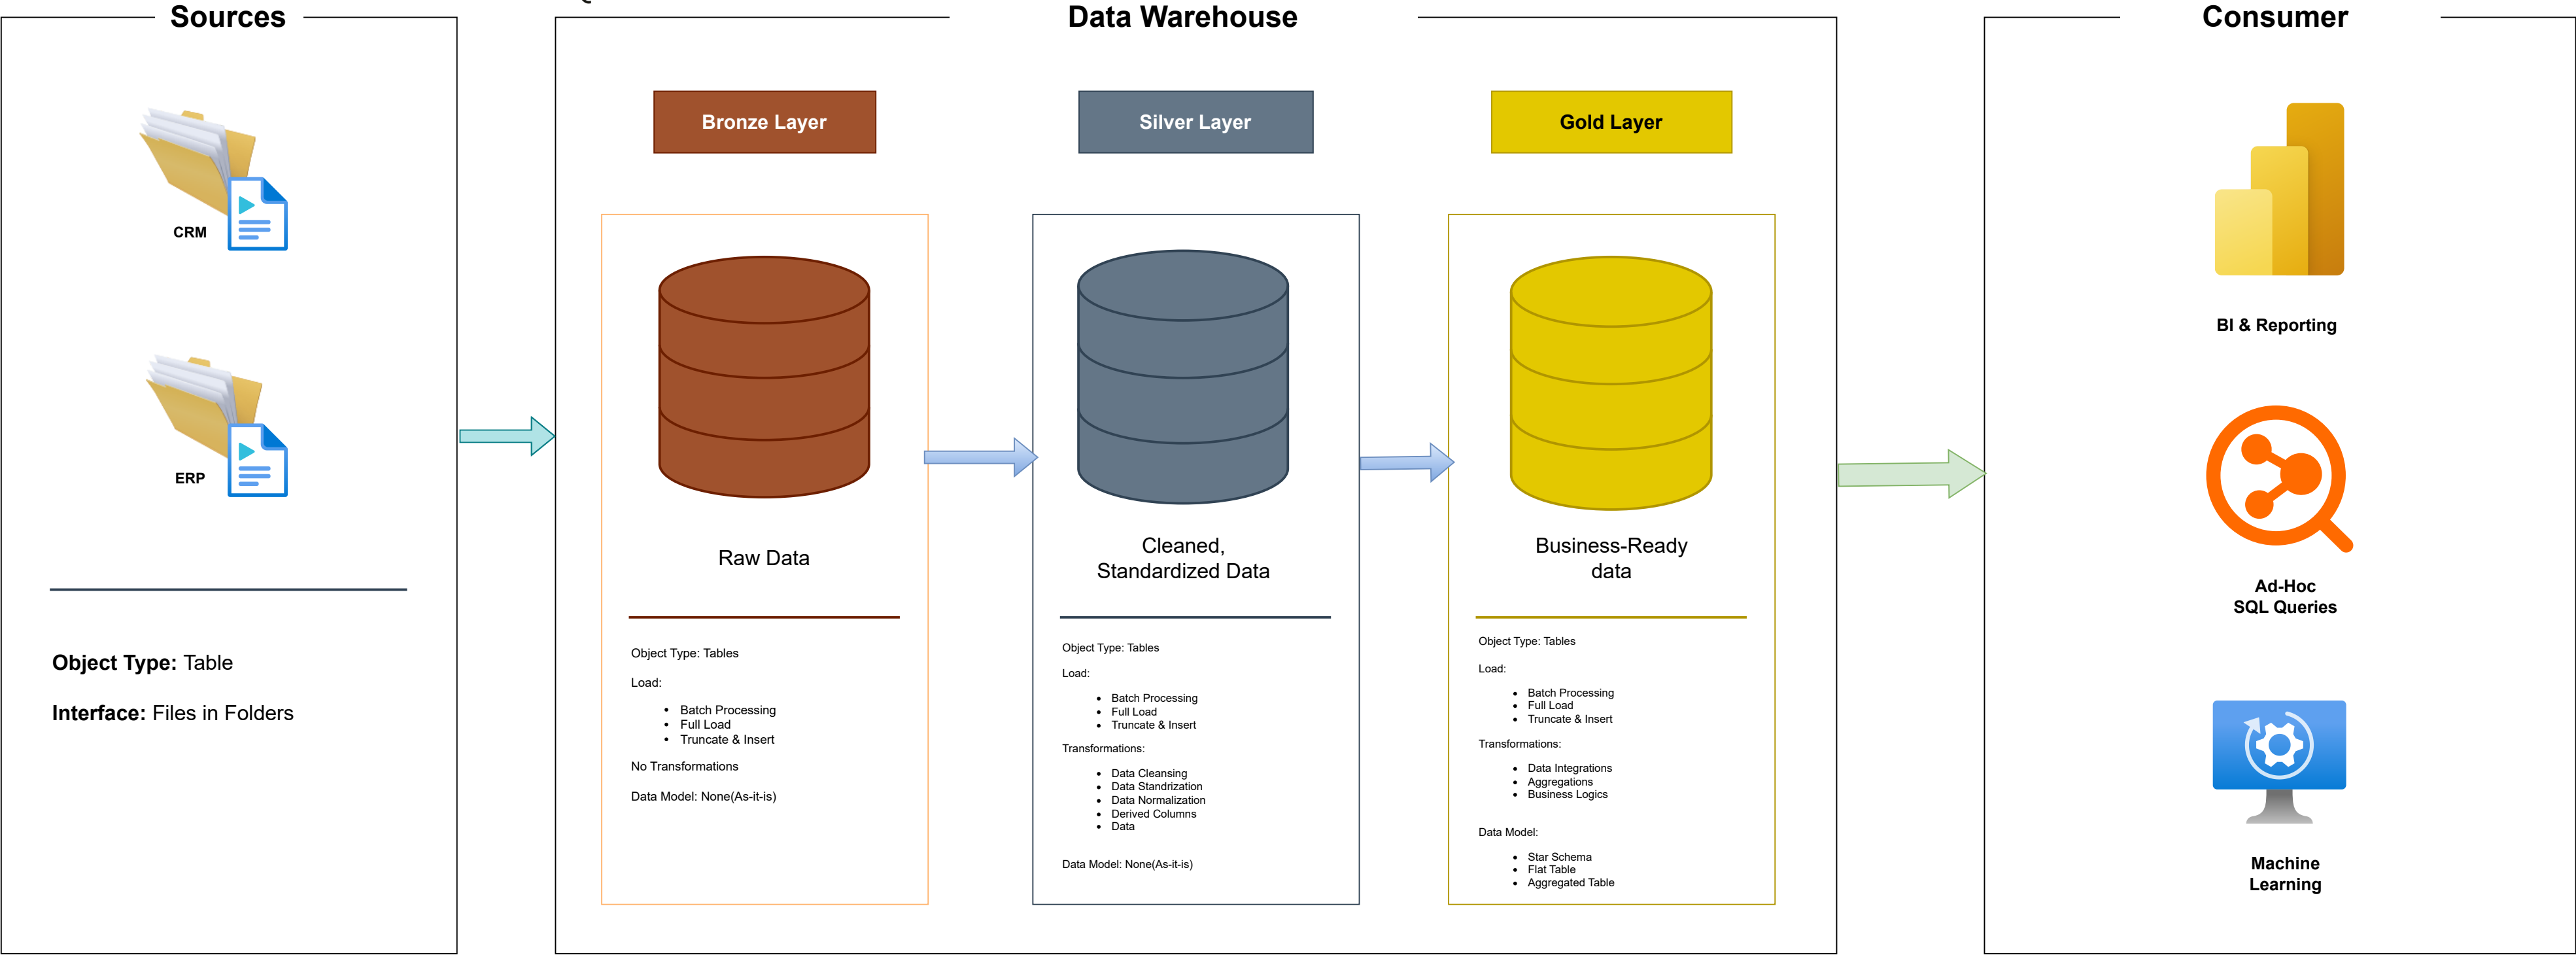 Sources
CRM
ERP
Object Type: Table
Interface: Files in Folders
Data Warehouse
Bronze Layer
Raw Data
Object Type: Tables
Load:
• Batch Processing
• Full Load
• Truncate & Insert
No Transformations
Data Model: None(As-it-is)
Silver Layer
Cleaned,
Standardized Data
Object Type: Tables
Load:
• Batch Processing
• Full Load
• Truncate & Insert
Transformations:
• Data Cleansing
• Data Standrization
• Data Normalization
• Derived Columns
• Data
Data Model: None(As-it-is)
Gold Layer
Business-Ready
data
Object Type: Tables
Load:
• Batch Processing
• Full Load
• Truncate & Insert
Transformations:
• Data Integrations
• Aggregations
• Business Logics
Data Model:
• Star Schema
• Flat Table
• Aggregated Table
Consumer
BI & Reporting
Ad-Hoc
SQL Queries
Machine
Learning